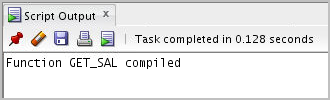 Script Output x
Task completed in 0.128 seconds
Function GET_SAL compiled